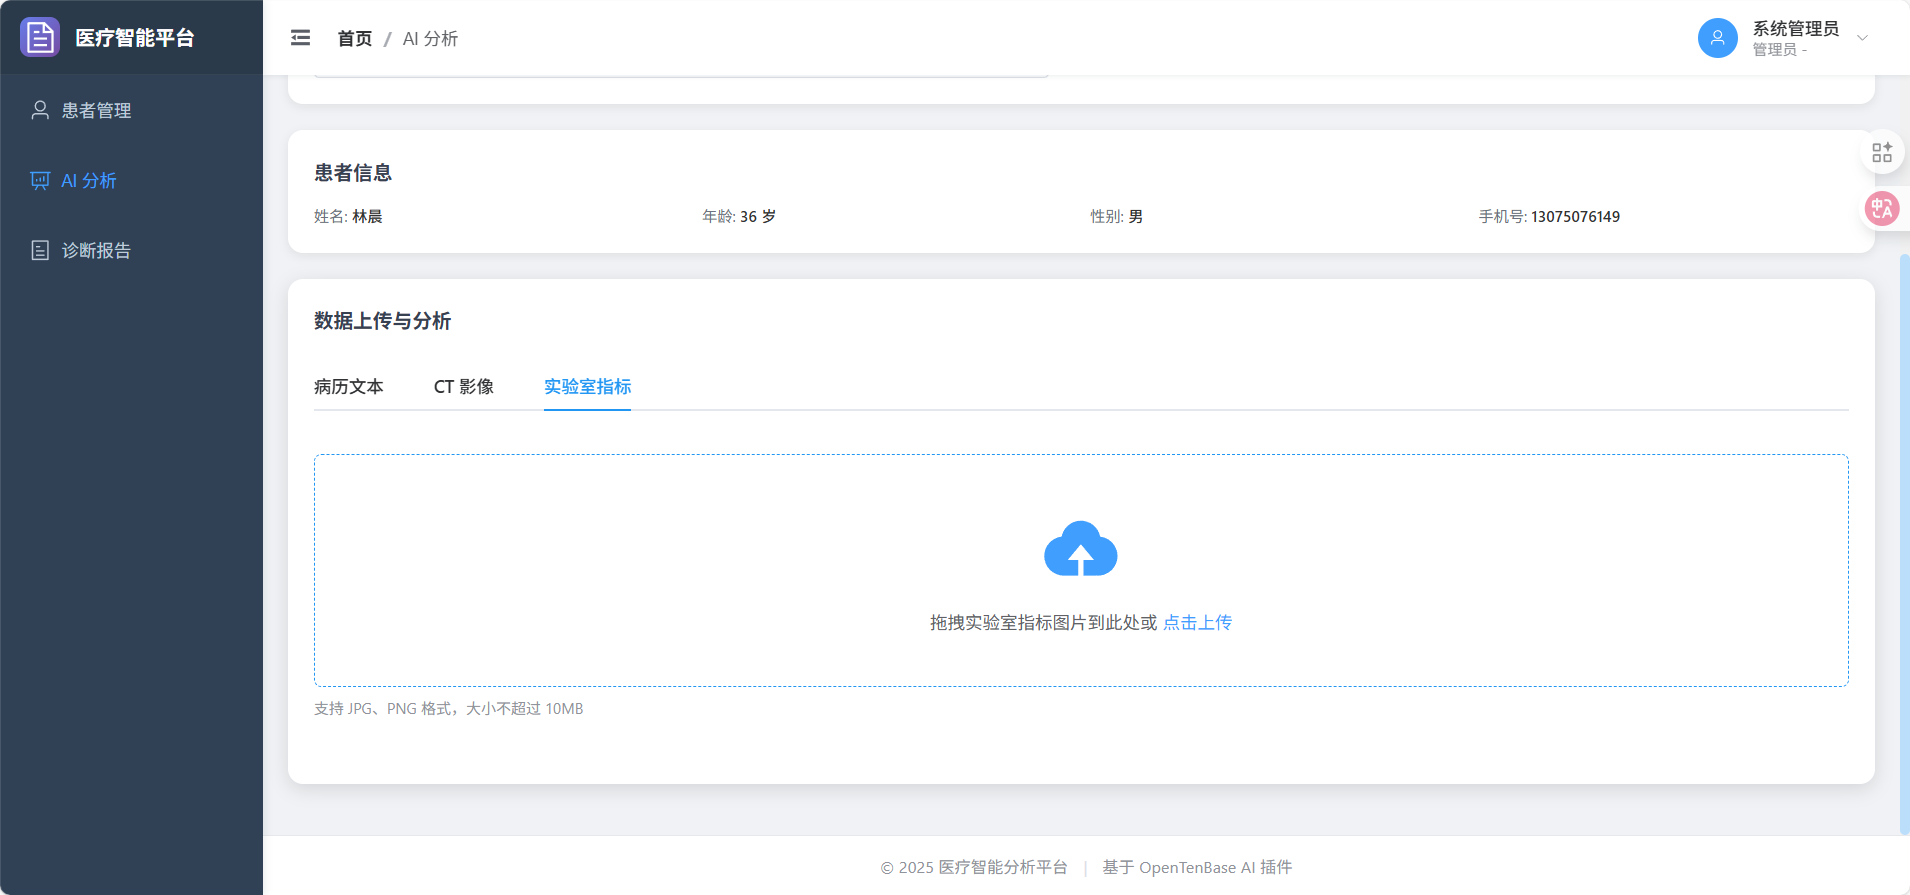 医疗智能平台
首页 / AI 分析
系统管理员
管理员 -
患者管理
AI 分析
诊断报告
患者信息
姓名: 林晨
年龄: 36 岁
性别: 男
手机号: 13075076149
数据上传与分析
病历文本
CT 影像
实验室指标
拖拽实验室指标图片到此处或 点击上传
支持 JPG、PNG 格式，大小不超过 10MB
© 2025 医疗智能分析平台 | 基于 OpenTenBase AI 插件
中A